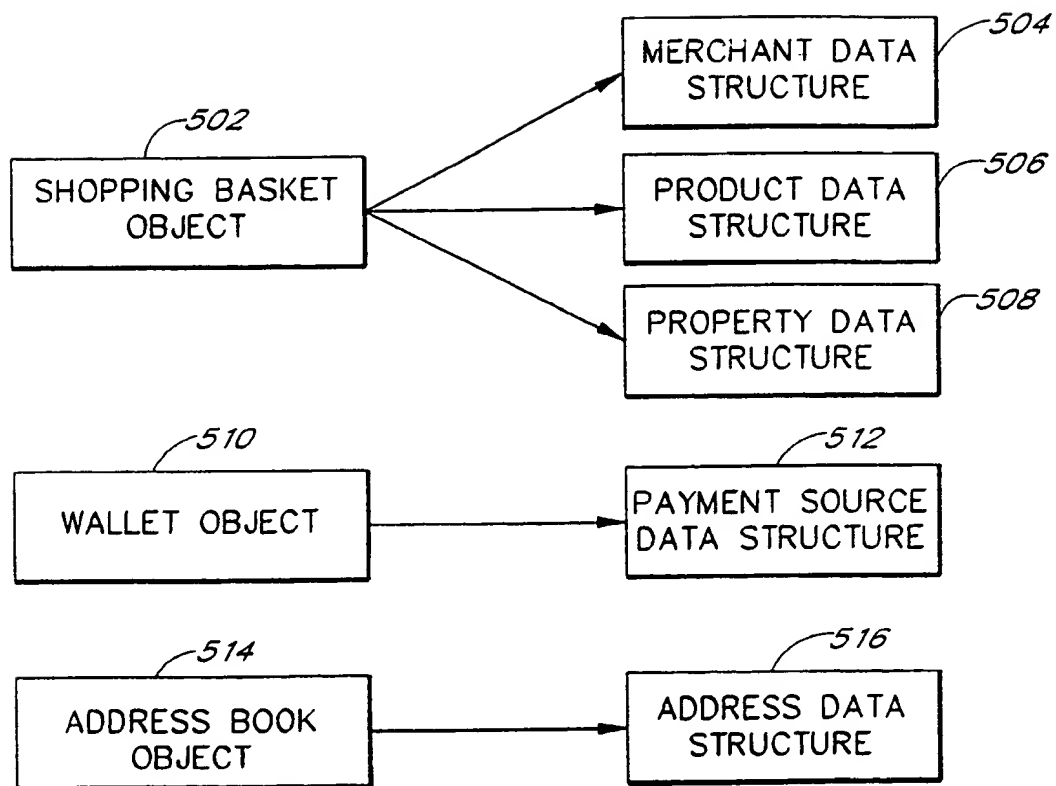 504
MERCHANT DATA
STRUCTURE
502
SHOPPING BASKET
OBJECT
506
PRODUCT DATA
STRUCTURE
508
PROPERTY DATA
STRUCTURE
510
WALLET OBJECT
512
PAYMENT SOURCE
DATA STRUCTURE
514
ADDRESS BOOK
OBJECT
516
ADDRESS DATA
STRUCTURE